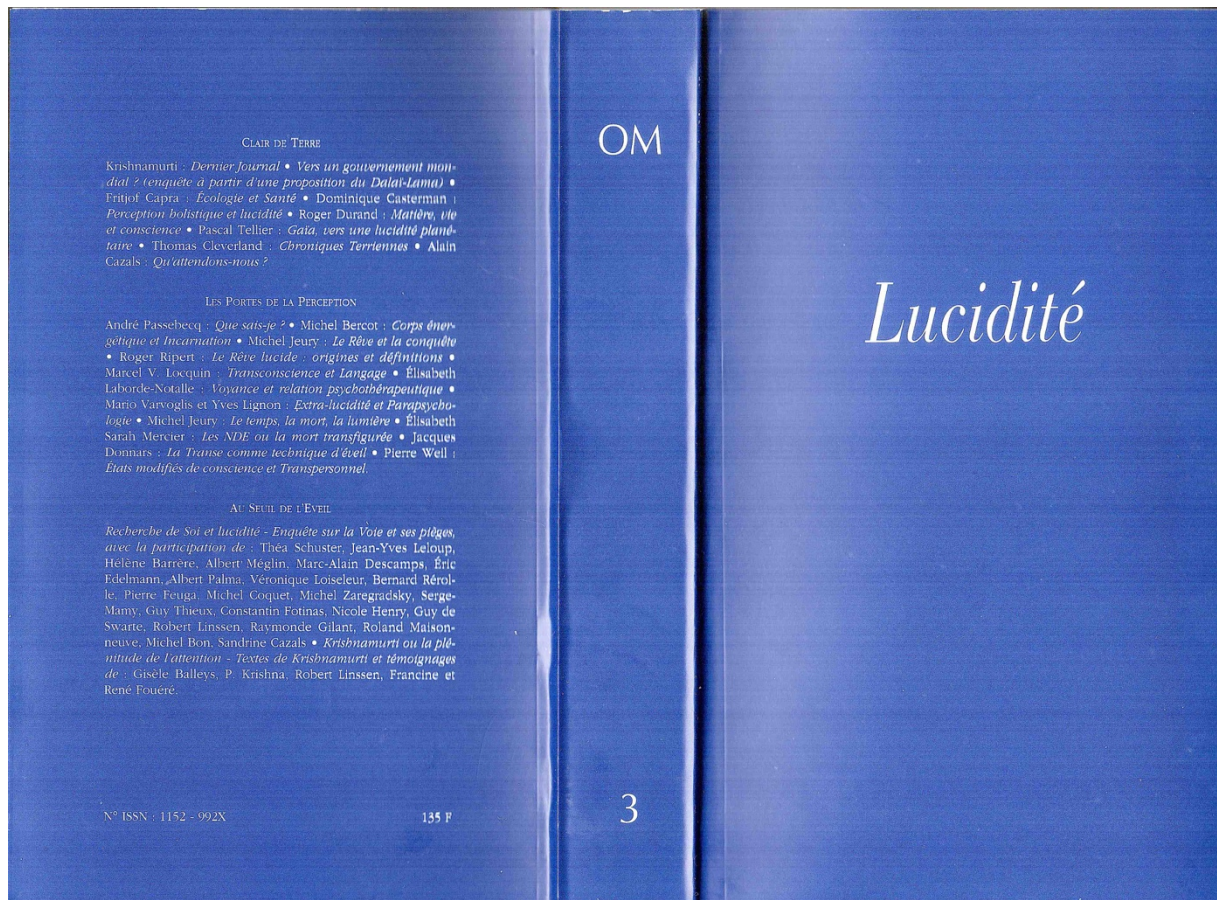 CLAIR DE TERRE
Krishnamurti : Dernier Journal • Vers un gouvernement mon-
dial ? (enquête à partir d'une proposition du Dalaï-Lama) •
Fritjof Capra : Écologie et Santé • Dominique Casterman :
Perception holistique et lucidité • Roger Durand : Matière, vie
et conscience • Pascal Tellier : Gaïa, vers une lucidité plané-
taire • Thomas Cleverland : Chroniques Terriennes • Alain
Cazals : Qu'attendons-nous ?
LES PORTES DE LA PERCEPTION
André Passebecq : Que sais-je ? • Michel Bercot : Corps éner-
gétique et Incarnation • Michel Jeury : Le Rêve et la conquête
• Roger Ripert : Le Rêve lucide : origines et définitions •
Marcel V. Locquin : Transconscience et Langage • Élisabeth
Laborde-Notalle : Voyance et relation psychothérapeutique •
Mario Varvoglis et Yves Lignon : Extra-lucidité et Parapsycho-
logie • Michel Jeury : Le temps, la mort, la lumière • Élisabeth
Sarah Mercier : Les NDE ou la mort transfigurée • Jacques
Donnars : La Transe comme technique d'éveil • Pierre Weil :
États modifiés de conscience et Transpersonnel.
AU SEUIL DE L'EVEIL
Recherche de Soi et lucidité - Enquête sur la Voie et ses pièges,
avec la participation de : Théa Schuster, Jean-Yves Leloup,
Hélène Barrère, Albert Méglin, Marc-Alain Descamps, Éric
Edelmann, Albert Palma, Véronique Loiseleur, Bernard Rérol-
le, Pierre Feuga, Michel Coquet, Michel Zaregradsky, Serge-
Mamy, Guy Thieux, Constantin Fotinas, Nicole Henry, Guy de
Swarte, Robert Linssen, Raymonde Gilant, Roland Maison-
neuve, Michel Bon, Sandrine Cazals • Krishnamurti ou la plé-
nitude de l'attention - Textes de Krishnamurti et témoignages
de : Gisèle Balleys, P. Krishna, Robert Linssen, Francine et
René Fouéré.
N° ISSN : 1152 - 992X
135 F
OM
3
Lucidité